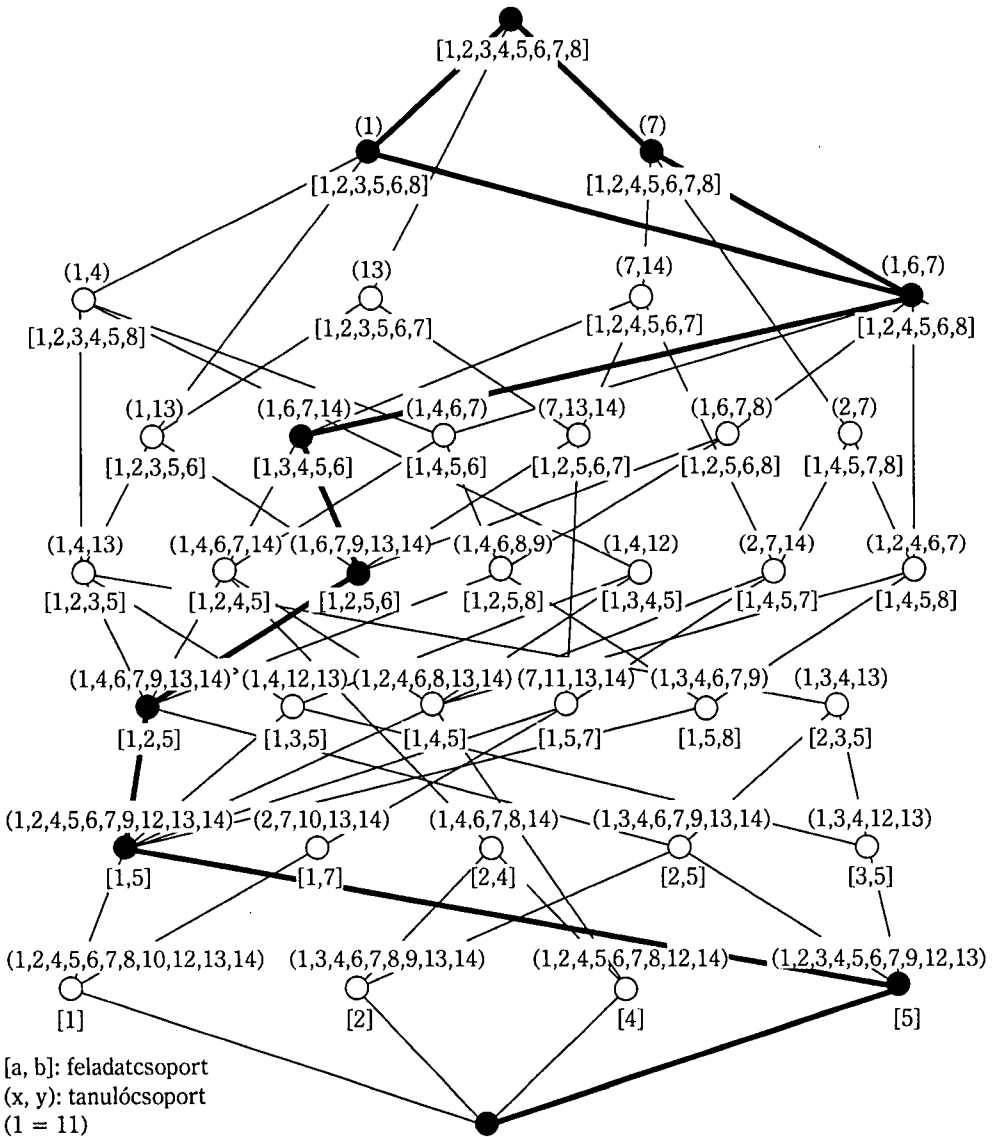 [1,2,3,4,5,6,7,8]
(1) (7)
[1,2,3,5,6,8] [1,2,4,5,6,7,8]
(1,4) (13) (7,14) (1,6,7)
[1,2,3,4,5,8] [1,2,3,5,6,7] [1,2,4,5,6,7] [1,2,4,5,6,8]
(1,13) (1,6,7,14) (1,4,6,7) (7,13,14) (1,6,7,8) (2,7)
[1,2,3,5,6] [1,3,4,5,6] [1,4,5,6] [1,2,5,6,7] [1,2,5,6,8] [1,4,5,7,8]
(1,4,13) (1,4,6,7,14) (1,6,7,9,13,14) (1,4,6,8,9) (1,4,12) (2,7,14) (1,2,4,6,7)
[1,2,3,5] [1,2,4,5] [1,2,5,6] [1,2,5,8] [1,3,4,5] [1,4,5,7] [1,4,5,8]
(1,4,6,7,9,13,14) (1,4,12,13) (1,2,4,6,8,13,14) (7,11,13,14) (1,3,4,6,7,9) (1,3,4,13)
[1,2,5] [1,3,5] [1,4,5] [1,5,7] [1,5,8] [2,3,5]
(1,2,4,5,6,7,9,12,13,14) (2,7,10,13,14) (1,4,6,7,8,14) (1,3,4,6,7,9,13,14) (1,3,4,12,13)
[1,5] [1,7] [2,4] [2,5] [3,5]
(1,2,4,5,6,7,8,10,12,13,14) (1,3,4,6,7,8,9,13,14) (1,2,4,5,6,7,8,12,14) (1,2,3,4,5,6,7,9,12,13)
[1] [2] [4] [5]
[a, b]: feladatcsoport
(x, y): tanulócsoport
(1 = 11)